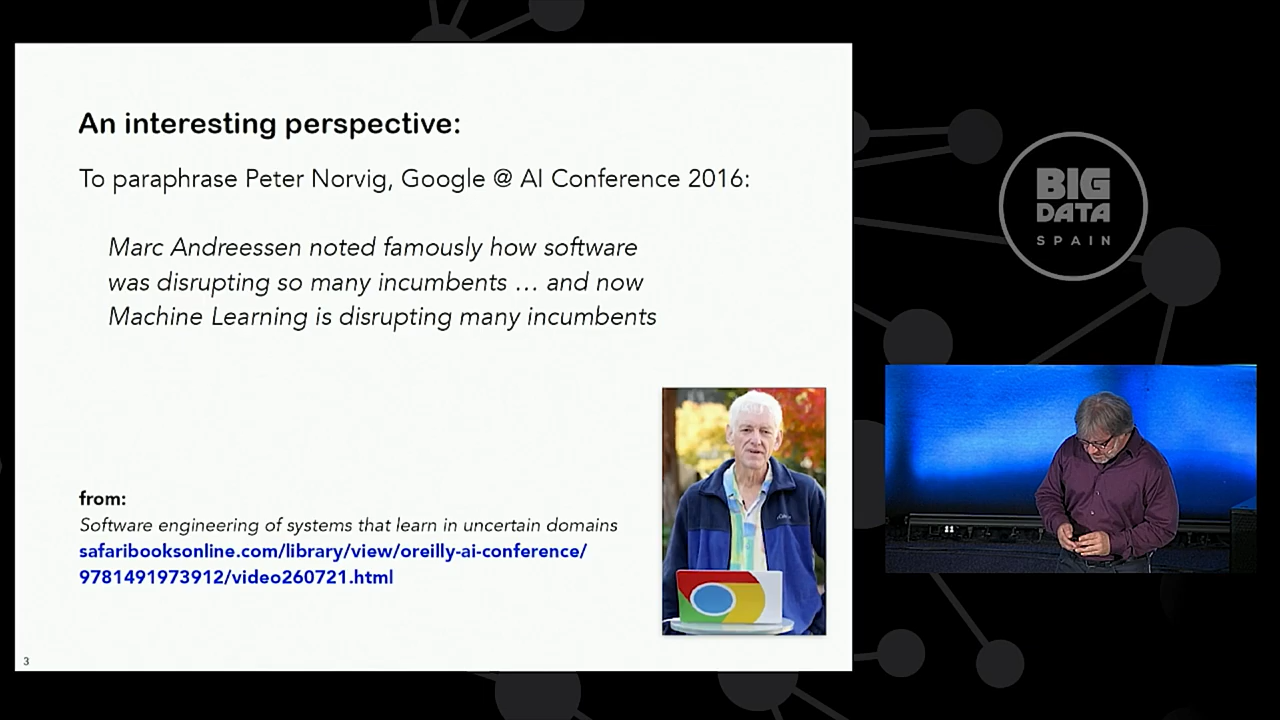 An interesting perspective:
To paraphrase Peter Norvig, Google @ AI Conference 2016:
Marc Andreessen noted famously how software
was disrupting so many incumbents … and now
Machine Learning is disrupting many incumbents
from:
Software engineering of systems that learn in uncertain domains
safaribooksonline.com/library/view/oreilly-ai-conference/
9781491973912/video260721.html
3
BIG
DATA
SPAIN